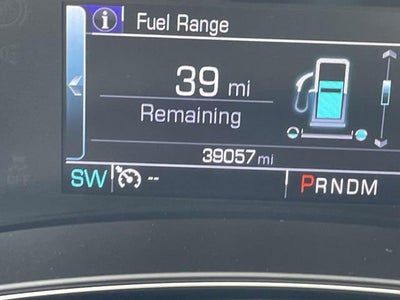 i Fuel Range
39 mi
Remaining
39057 mi
SW -- PRNDM